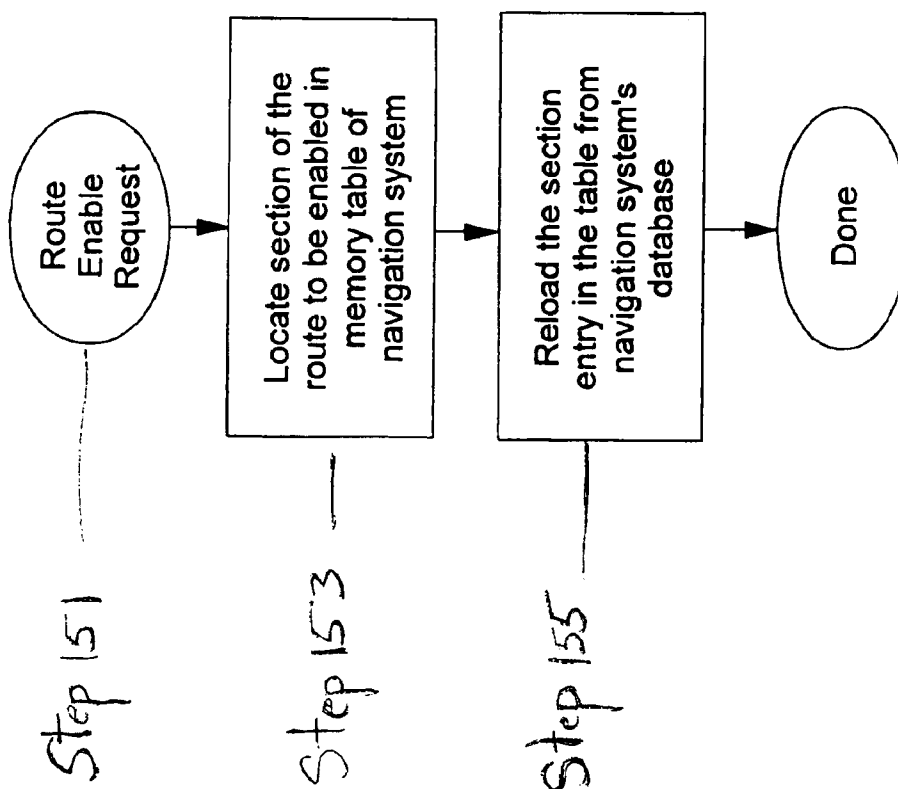 Step 151
Route
Enable
Request
Step 153
Locate section of the
route to be enabled in
memory table of
navigation system
Step 155
Reload the section
entry in the table from
navigation system's
database
Done